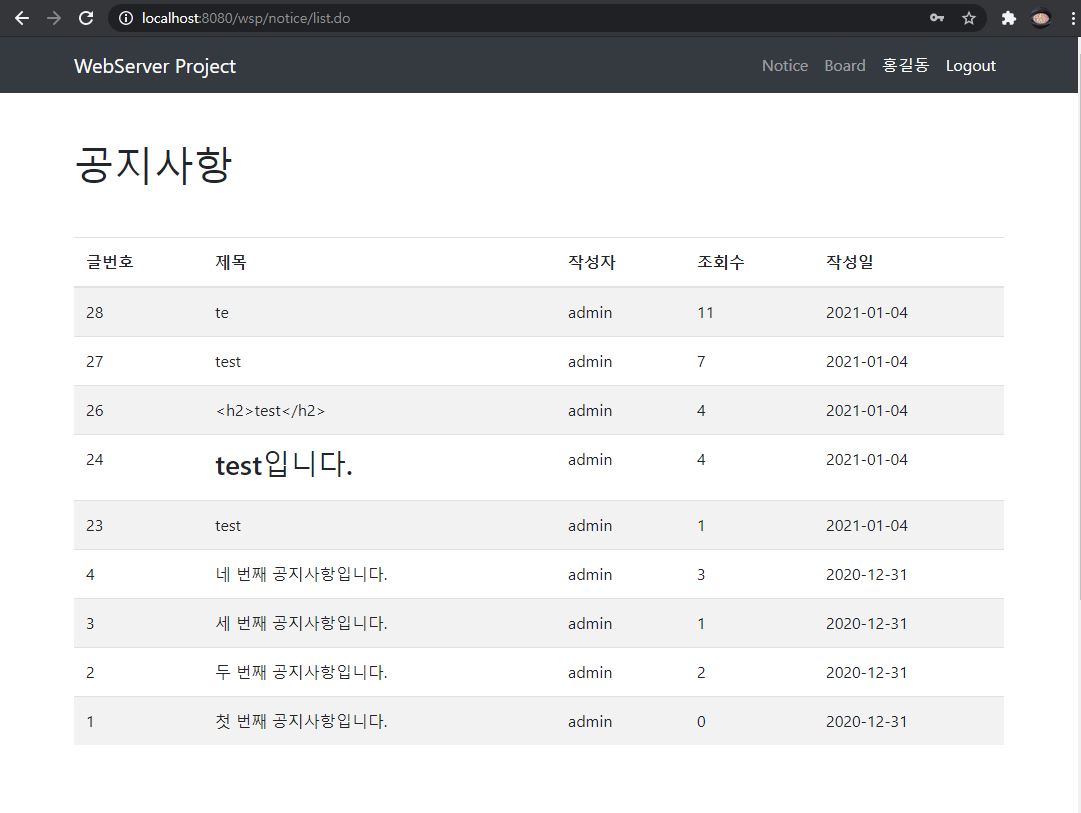 localhost:8080/wsp/notice/list.do
WebServer Project Notice Board 홍길동 Logout
공지사항
글번호 제목 작성자 조회수 작성일
28 te admin 11 2021-01-04
27 test admin 7 2021-01-04
26 <h2>test</h2> admin 4 2021-01-04
24 test입니다. admin 4 2021-01-04
23 test admin 1 2021-01-04
4 네 번째 공지사항입니다. admin 3 2020-12-31
3 세 번째 공지사항입니다. admin 1 2020-12-31
2 두 번째 공지사항입니다. admin 2 2020-12-31
1 첫 번째 공지사항입니다. admin 0 2020-12-31